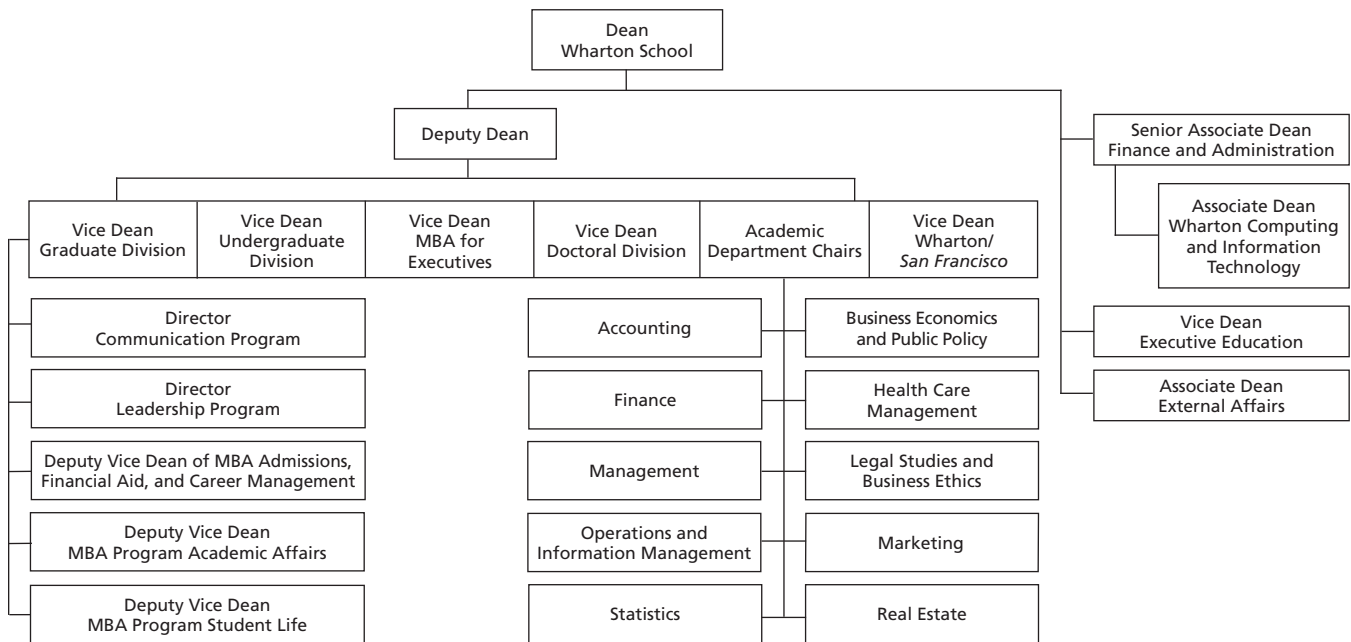 Dean
Wharton School
Deputy Dean
Senior Associate Dean
Finance and Administration
Associate Dean
Wharton Computing
and Information
Technology
Vice Dean
Executive Education
Associate Dean
External Affairs
Vice Dean
Graduate Division
Vice Dean
Undergraduate
Division
Vice Dean
MBA for
Executives
Vice Dean
Doctoral Division
Academic
Department Chairs
Vice Dean
Wharton/
San Francisco
Director
Communication Program
Director
Leadership Program
Deputy Vice Dean of MBA Admissions,
Financial Aid, and Career Management
Deputy Vice Dean
MBA Program Academic Affairs
Deputy Vice Dean
MBA Program Student Life
Accounting
Business Economics
and Public Policy
Finance
Health Care
Management
Management
Legal Studies and
Business Ethics
Operations and
Information Management
Marketing
Statistics
Real Estate